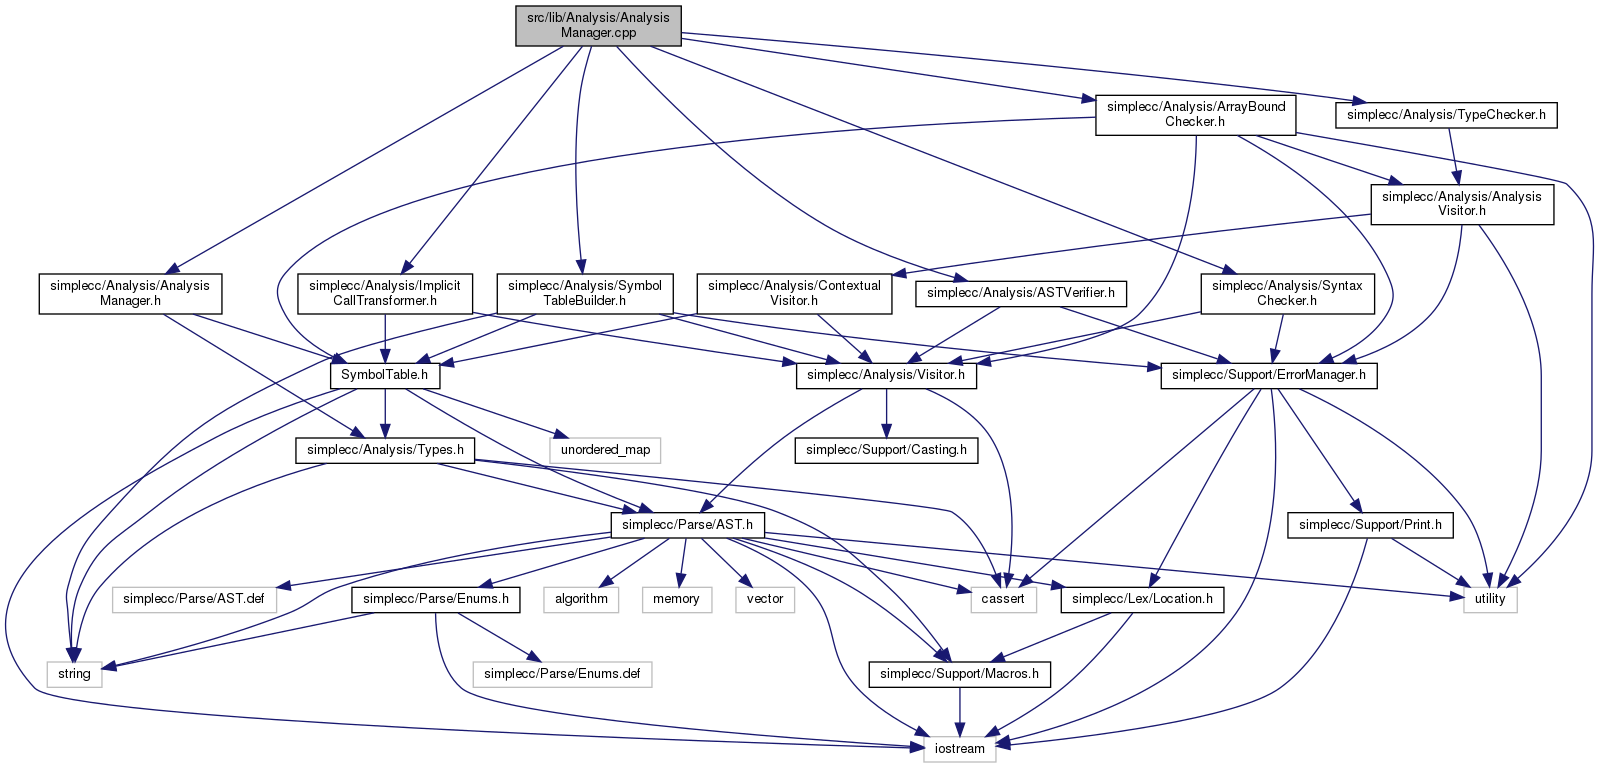 src/lib/Analysis/Analysis
Manager.cpp
simplecc/Analysis/ArrayBound
Checker.h
simplecc/Analysis/TypeChecker.h
simplecc/Analysis/Analysis
Visitor.h
simplecc/Analysis/Analysis
Manager.h
simplecc/Analysis/Implicit
CallTransformer.h
simplecc/Analysis/Symbol
TableBuilder.h
simplecc/Analysis/Contextual
Visitor.h
simplecc/Analysis/ASTVerifier.h
simplecc/Analysis/Syntax
Checker.h
SymbolTable.h
simplecc/Analysis/Visitor.h
simplecc/Support/ErrorManager.h
simplecc/Analysis/Types.h
unordered_map
simplecc/Support/Casting.h
simplecc/Parse/AST.h
simplecc/Support/Print.h
simplecc/Parse/AST.def
simplecc/Parse/Enums.h
algorithm
memory
vector
cassert
simplecc/Lex/Location.h
utility
string
simplecc/Parse/Enums.def
simplecc/Support/Macros.h
iostream